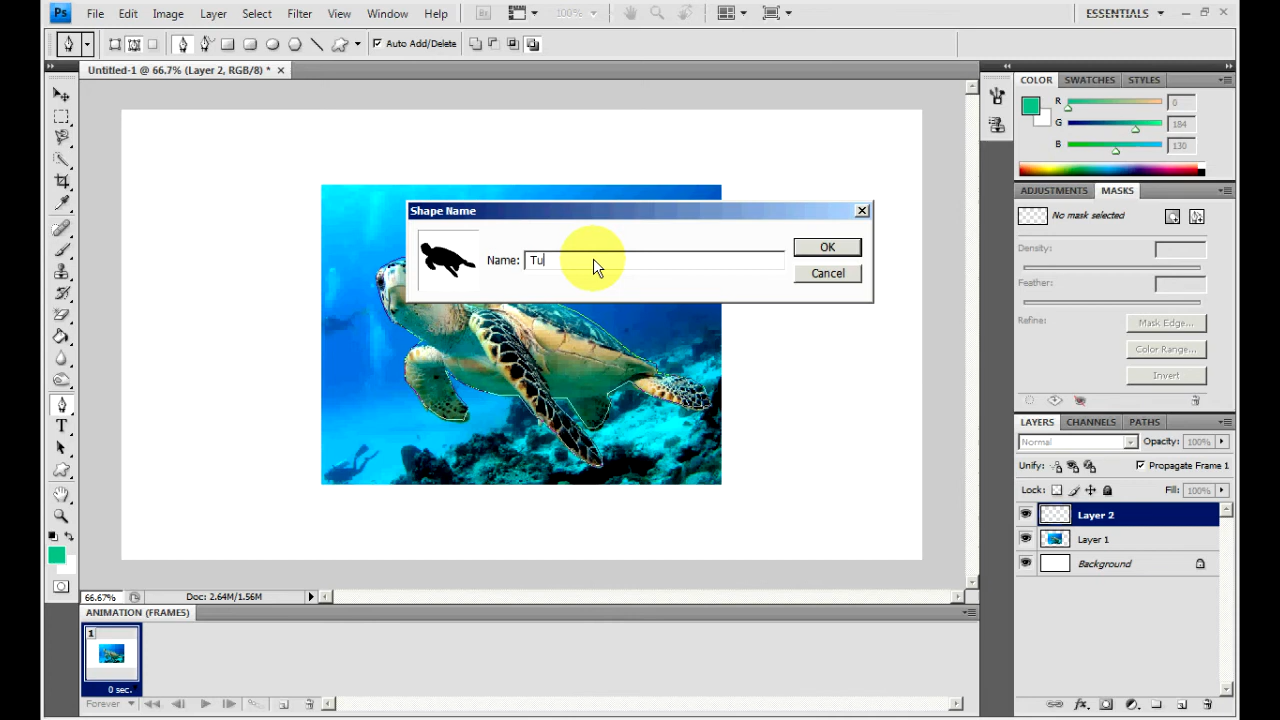 Ps File Edit Image Layer Select Filter View Window Help Br 100% ESSENTIALS
Auto Add/Delete
Untitled-1 @ 66.7% (Layer 2, RGB/8) *
COLOR SWATCHES STYLES
R 0
G 184
B 130
ADJUSTMENTS MASKS
No mask selected
Density:
Feather:
Refine: Mask Edge...
Color Range...
Invert
Shape Name
Name: Tu
OK
Cancel
LAYERS CHANNELS PATHS
Normal Opacity: 100%
Unify: Propagate Frame 1
Lock: Fill: 100%
Layer 2
Layer 1
Background
66.67% Doc: 2.64M/1.56M
ANIMATION (FRAMES)
1
0 sec.
Forever
fx